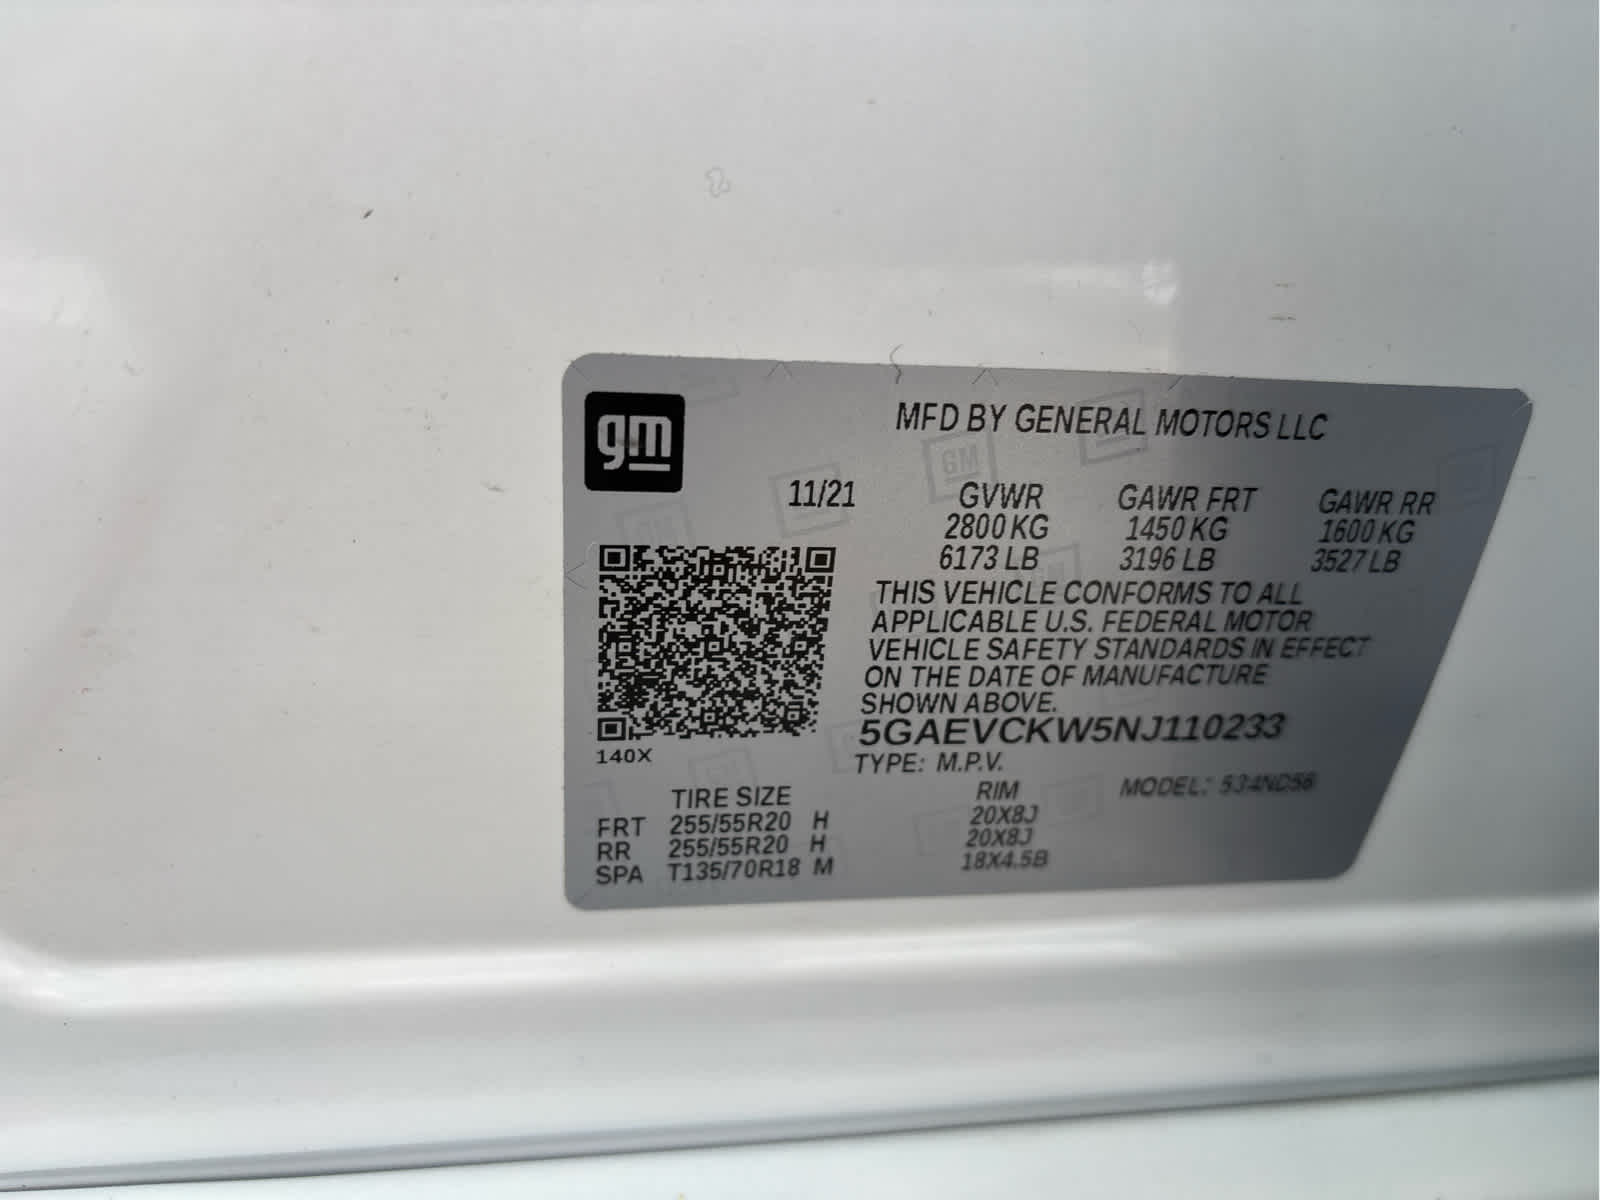 gm
MFD BY GENERAL MOTORS LLC
11/21 GVWR GAWR FRT GAWR RR
2800 KG 1450 KG 1600 KG
6173 LB 3196 LB 3527 LB
THIS VEHICLE CONFORMS TO ALL
APPLICABLE U.S. FEDERAL MOTOR
VEHICLE SAFETY STANDARDS IN EFFECT
ON THE DATE OF MANUFACTURE
SHOWN ABOVE.
5GAEVCKW5NJ110233
140X
TYPE: M.P.V.
TIRE SIZE RIM MODEL:
FRT 255/55R20 H 20X8J
RR 255/55R20 H 20X8J
SPA T135/70R18 M 18X4.5B